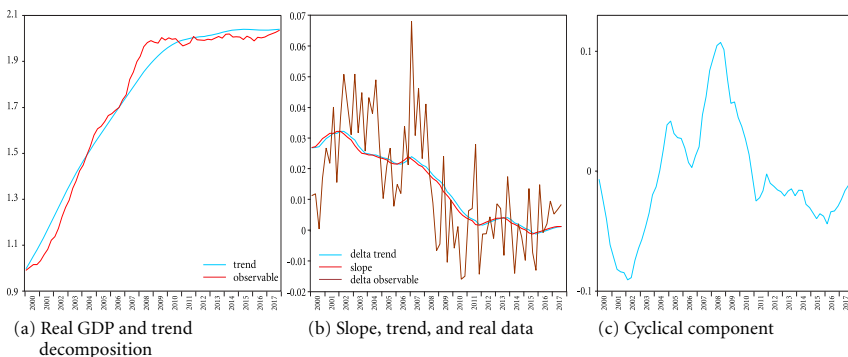 2.1
1.9
1.7
1.5
1.3
1.1
0.9
trend
observable
2000 2001 2002 2003 2004 2005 2006 2007 2008 2009 2010 2011 2012 2013 2014 2015 2016 2017
(a) Real GDP and trend
decomposition
0.07
0.06
0.05
0.04
0.03
0.02
0.01
0
-0.01
-0.02
delta trend
slope
delta observable
2000 2001 2002 2003 2004 2005 2006 2007 2008 2009 2010 2011 2012 2013 2014 2015 2016 2017
(b) Slope, trend, and real data
0.1
0
-0.1
2000 2001 2002 2003 2004 2005 2006 2007 2008 2009 2010 2011 2012 2013 2014 2015 2016 2017
(c) Cyclical component